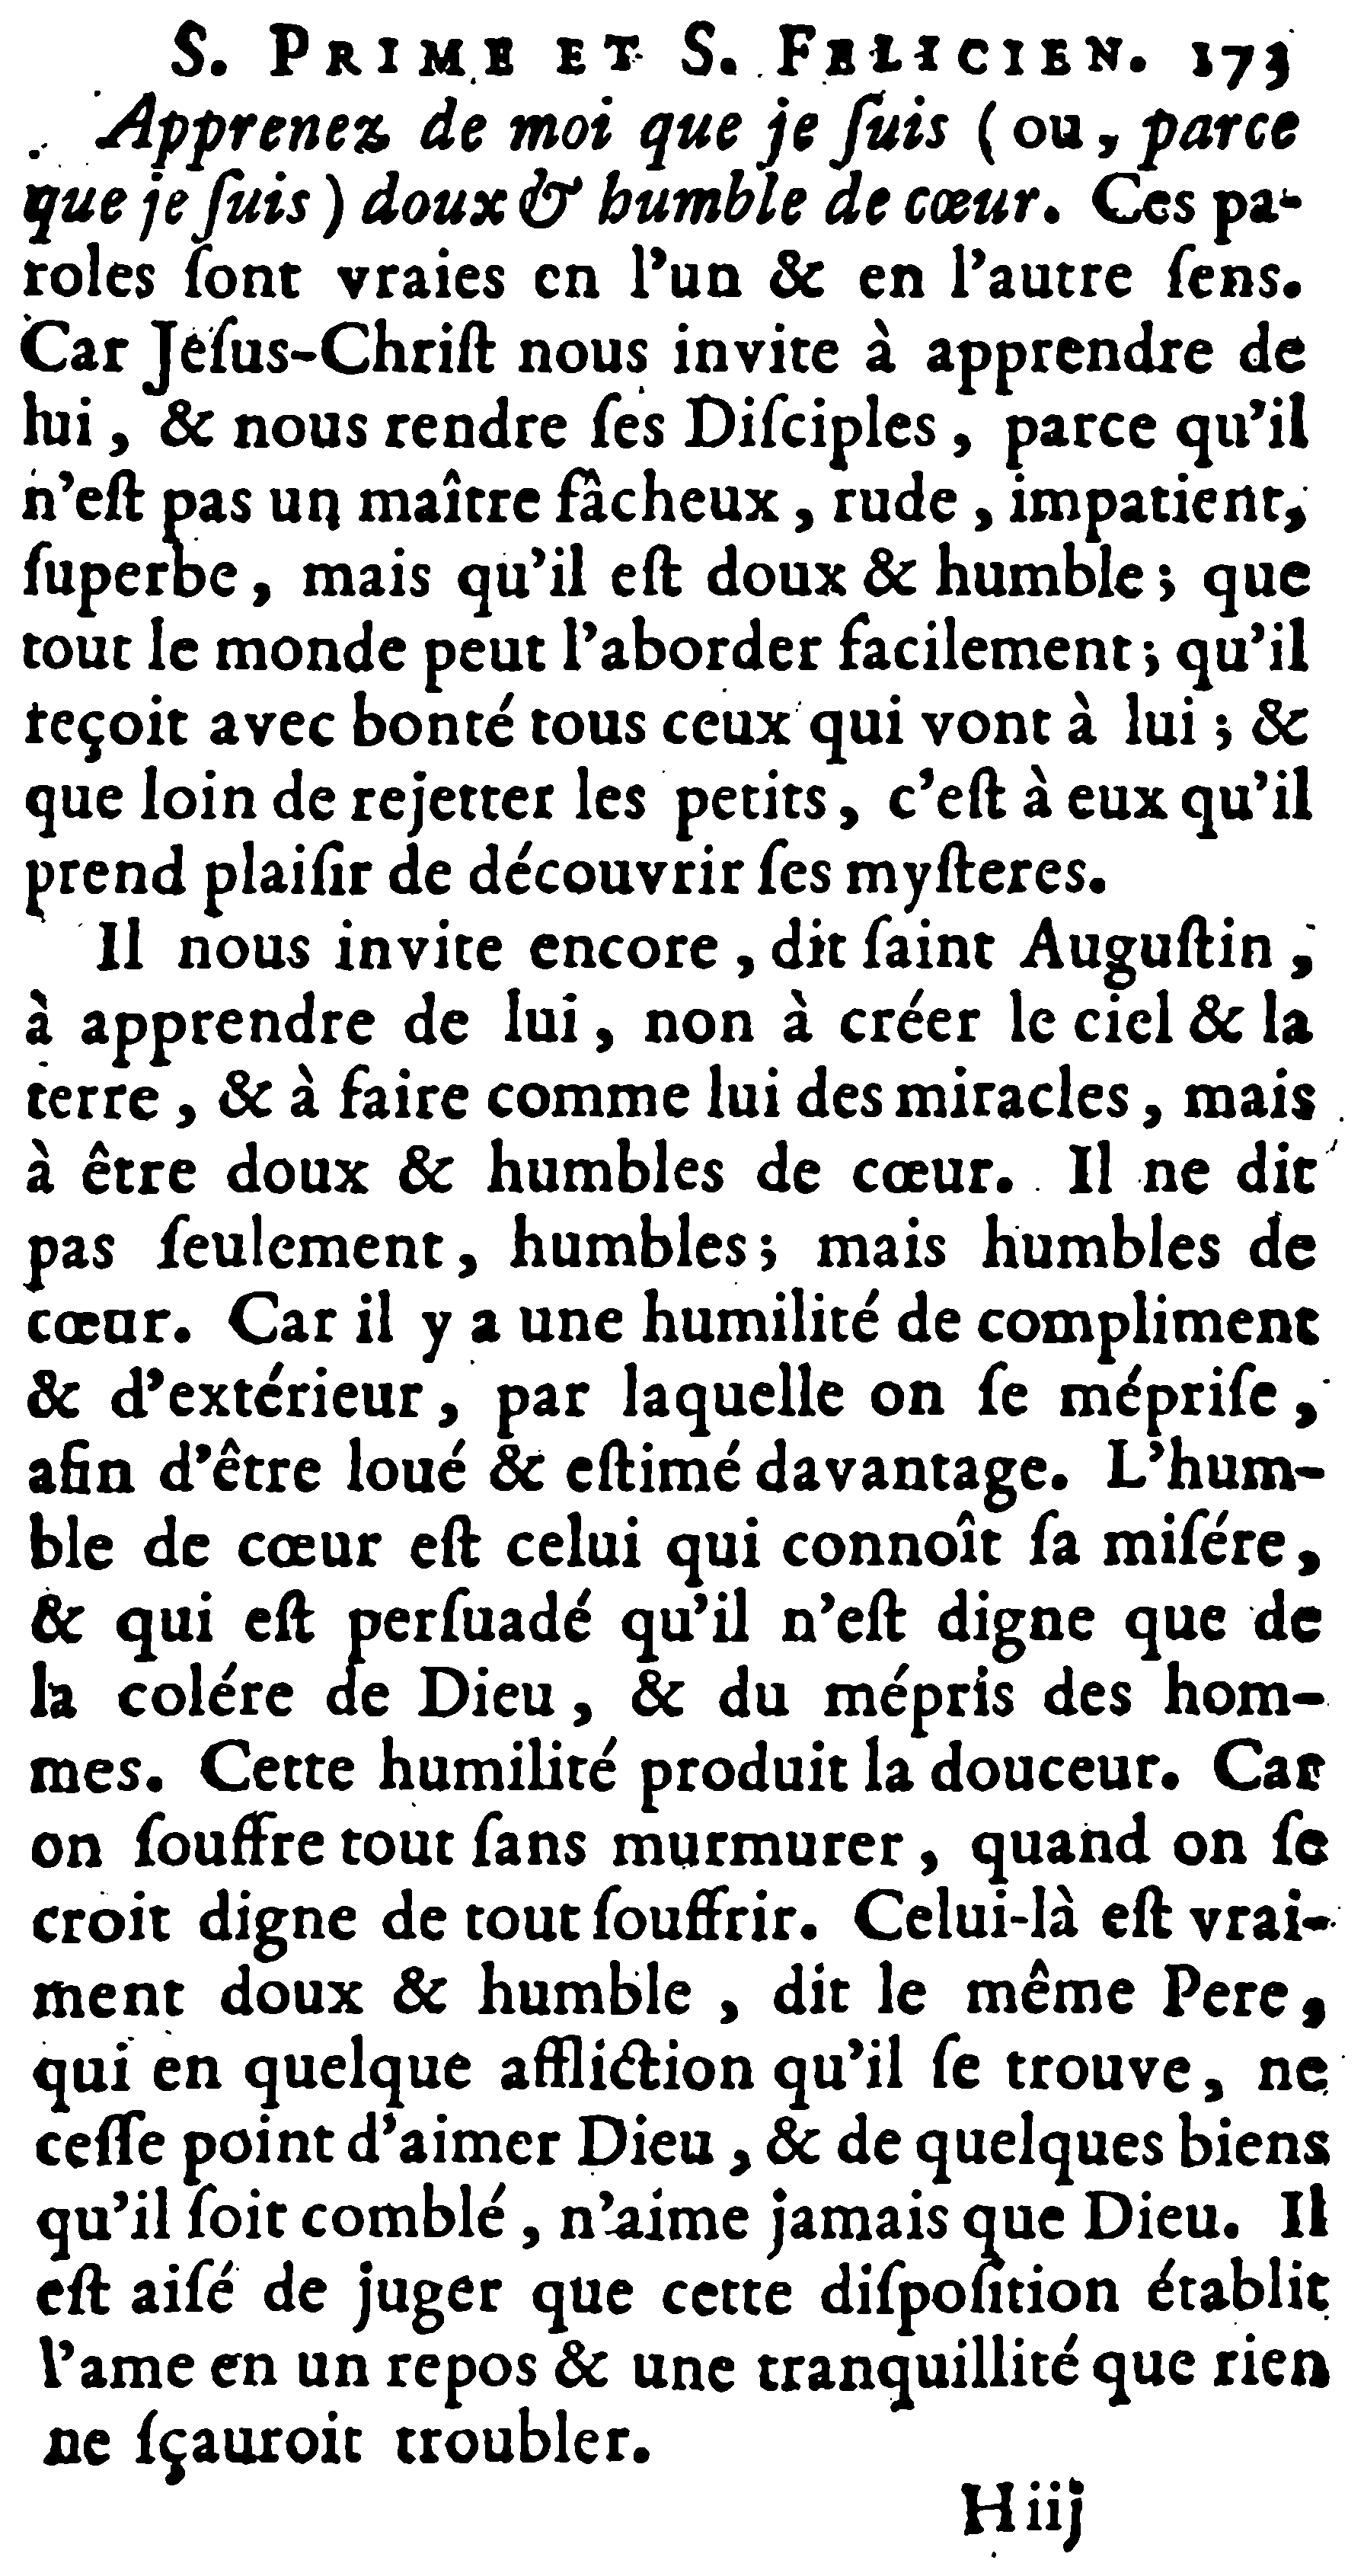 S. PRIME ET S. FELICIEN. 173
Apprenez de moi que je ſuis ( ou, parce
que je ſuis ) doux & humble de cœur. Ces pa-
roles ſont vraies en l'un & en l'autre ſens.
Car Jéſus-Chriſt nous invite à apprendre de
lui, & nous rendre ſes Diſciples, parce qu'il
n'eſt pas un maître fâcheux, rude, impatient,
ſuperbe, mais qu'il eſt doux & humble; que
tout le monde peut l'aborder facilement; qu'il
reçoit avec bonté tous ceux qui vont à lui; &
que loin de rejetter les petits, c'eſt à eux qu'il
prend plaiſir de découvrir ſes myſteres.
Il nous invite encore, dit ſaint Auguſtin,
à apprendre de lui, non à créer le ciel & la
terre, & à faire comme lui des miracles, mais
à être doux & humbles de cœur. Il ne dit
pas ſeulement, humbles; mais humbles de
cœur. Car il y a une humilité de compliment
& d'extérieur, par laquelle on ſe mépriſe,
afin d'être loué & eſtimé davantage. L'hum-
ble de cœur eſt celui qui connoît ſa miſére,
& qui eſt perſuadé qu'il n'eſt digne que de
la colére de Dieu, & du mépris des hom-
mes. Cette humilité produit la douceur. Car
on ſouffre tout ſans murmurer, quand on ſe
croit digne de tout ſouffrir. Celui-là eſt vrai-
ment doux & humble, dit le même Pere,
qui en quelque affliction qu'il ſe trouve, ne
ceſſe point d'aimer Dieu, & de quelques biens
qu'il ſoit comblé, n'aime jamais que Dieu. Il
eſt aiſé de juger que cette diſpoſition établit
l'ame en un repos & une tranquillité que rien
ne ſçauroit troubler.
H iij